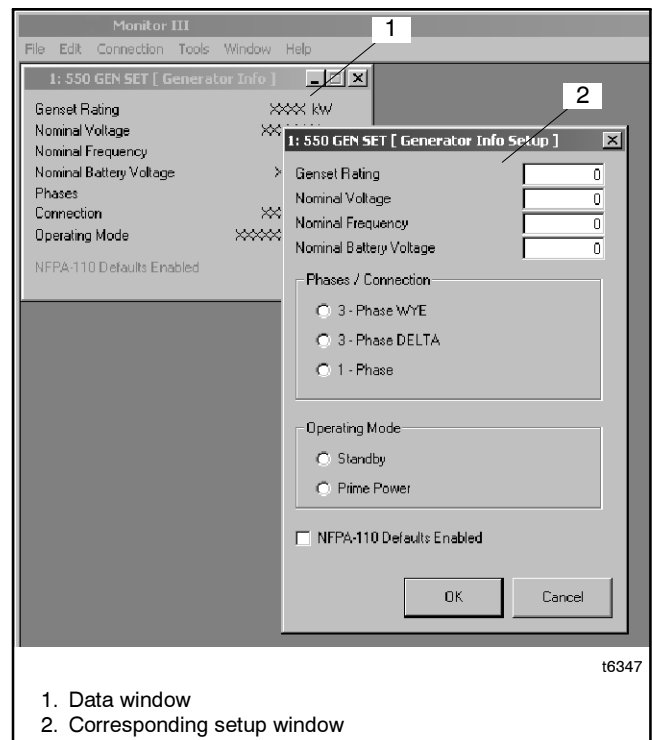 Monitor III
1
File Edit Connection Tools Window Help
1: 550 GEN SET [ Generator Info ]
Genset Rating XXXX kW
Nominal Voltage XX
Nominal Frequency
Nominal Battery Voltage X
Phases
Connection XX
Operating Mode XXXXX
NFPA-110 Defaults Enabled
2
1: 550 GEN SET [ Generator Info Setup ]
Genset Rating 0
Nominal Voltage 0
Nominal Frequency 0
Nominal Battery Voltage 0
Phases / Connection
3 - Phase WYE
3 - Phase DELTA
1 - Phase
Operating Mode
Standby
Prime Power
NFPA-110 Defaults Enabled
OK Cancel
t6347
1. Data window
2. Corresponding setup window